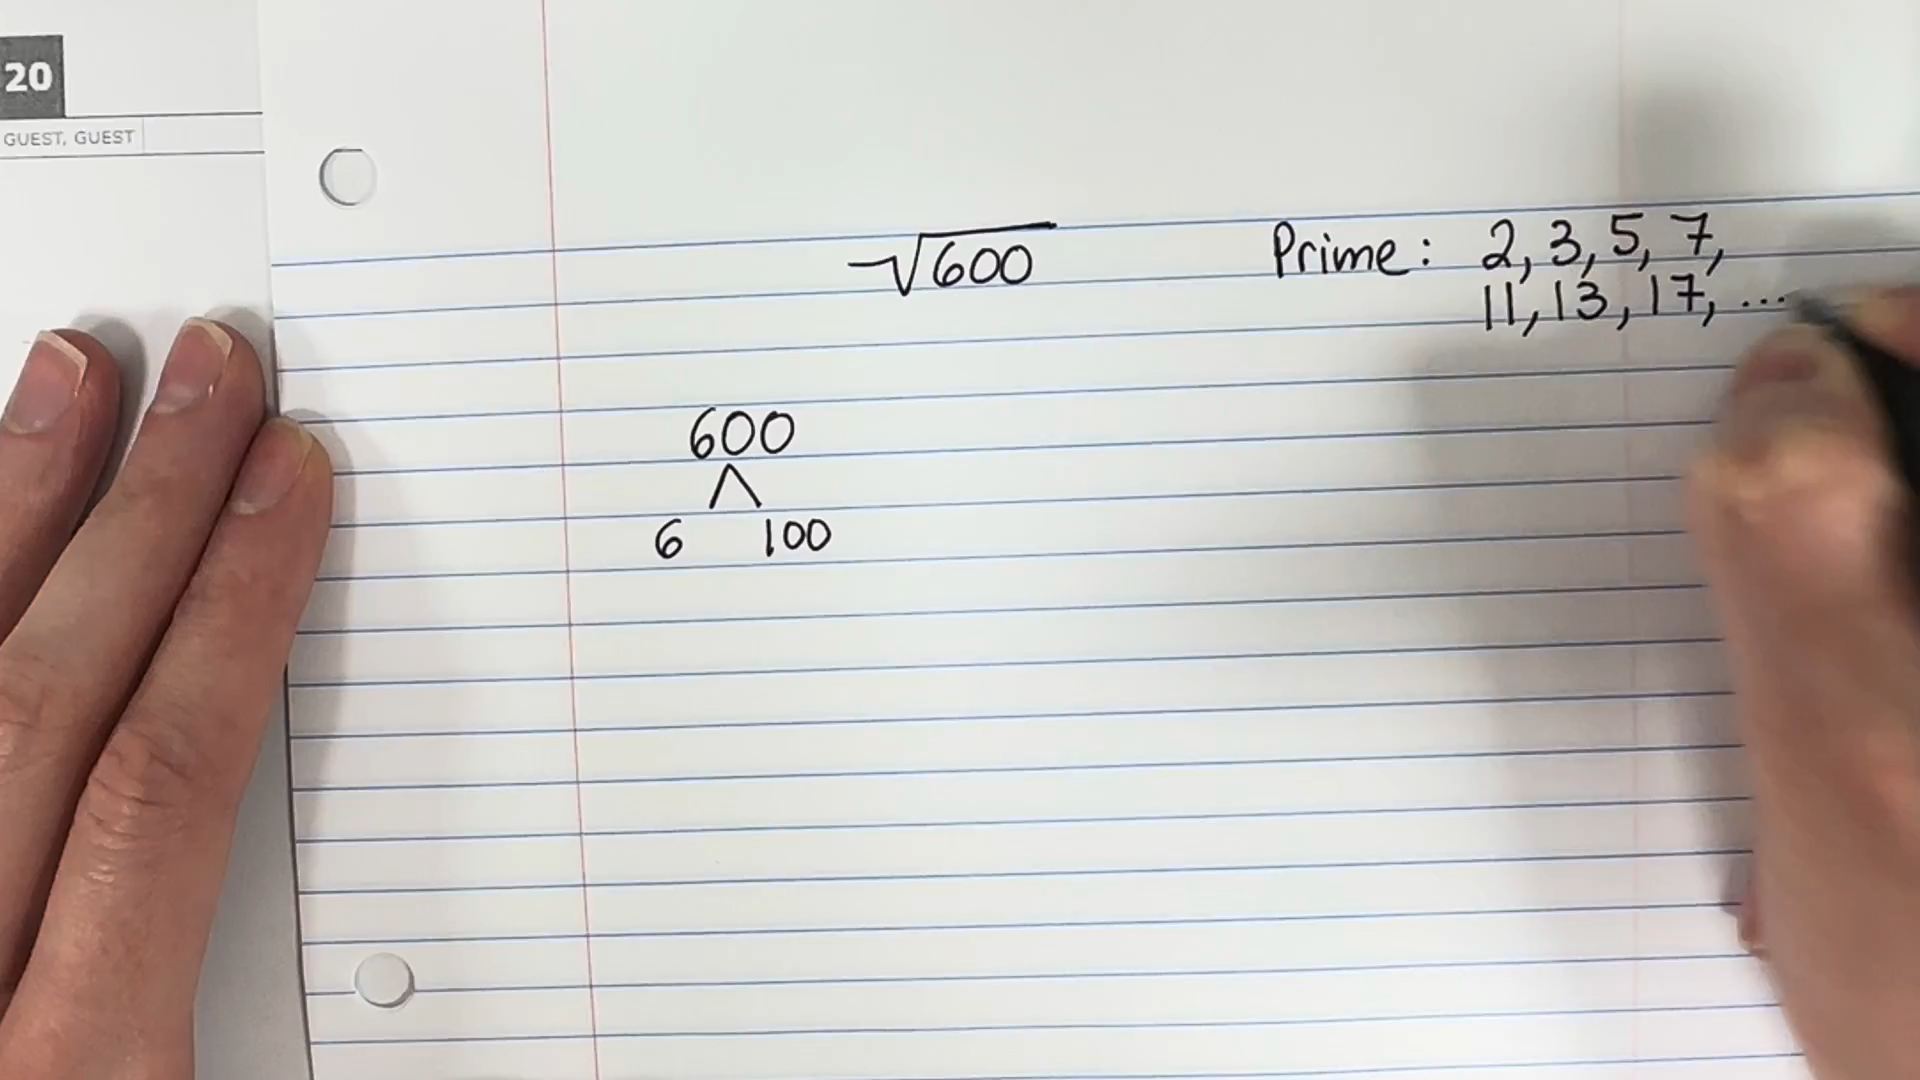 20
GUEST, GUEST
√600
Prime: 2, 3, 5, 7,
11, 13, 17, ...
600
6 100